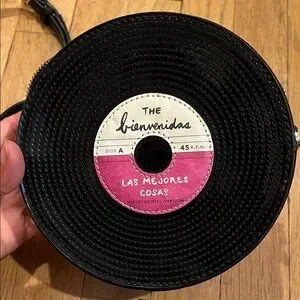 THE
bienvenidas
SIDE A 45 R.P.M.
LAS MEJORES
COSAS
INSTRUMENTAL VERSION